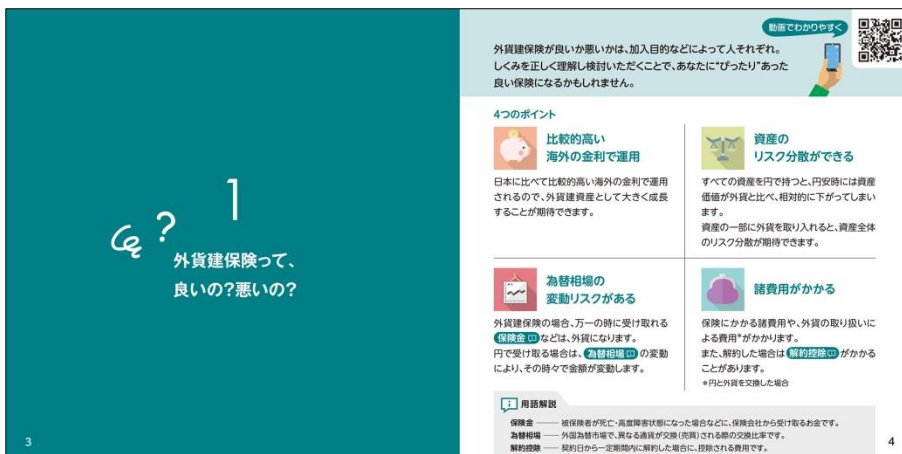 1
?
外貨建保険って、
良いの?悪いの?
3
動画でわかりやすく
外貨建保険が良いか悪いかは、加入目的などによって人それぞれ。
しくみを正しく理解し検討いただくことで、あなたに"ぴったり"あった
良い保険になるかもしれません。
4つのポイント
比較的高い
海外の金利で運用
日本に比べて比較的高い海外の金利で運用
されるので、外貨建資産として大きく成長
することが期待できます。
資産の
リスク分散ができる
すべての資産を円で持つと、円安時には資産
価値が外貨と比べ、相対的に下がってしまい
ます。
資産の一部に外貨を取り入れると、資産全体
のリスク分散が期待できます。
為替相場の
変動リスクがある
外貨建保険の場合、万一の時に受け取れる
保険金などは、外貨になります。
円で受け取る場合は、為替相場の変動
により、その時々で金額が変動します。
諸費用がかかる
保険にかかる諸費用や、外貨の取り扱いに
よる費用*がかかります。
また、解約した場合は解約控除がかかる
ことがあります。
*円と外貨を交換した場合
用語解説
保険金 —— 被保険者が死亡・高度障害状態になった場合などに、保険会社から受け取るお金です。
為替相場 —— 外国為替市場で、異なる通貨が交換(売買)される際の交換比率です。
解約控除 —— 契約日から一定期間内に解約した場合に、控除される費用です。
4